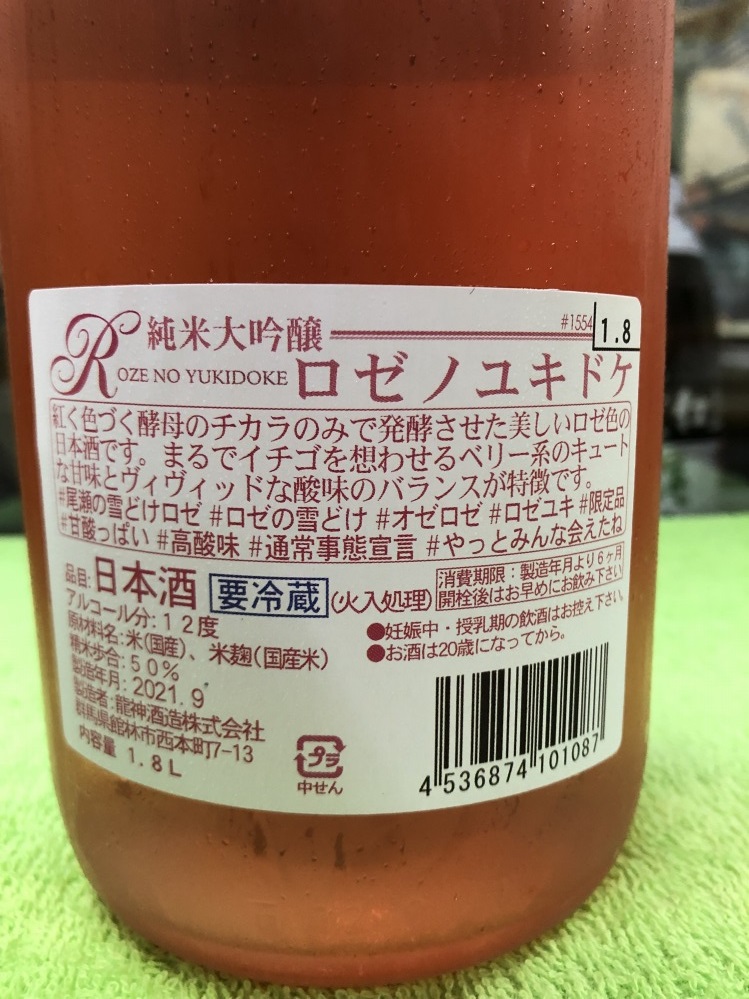 純米大吟醸 #1554 1.8
ROZE NO YUKIDOKE ロゼノユキドケ
紅く色づく酵母のチカラのみで発酵させた美しいロゼ色の
日本酒です。まるでイチゴを想わせるベリー系のキュート
な甘味とヴィヴィッドな酸味のバランスが特徴です。
#尾瀬の雪どけロゼ #ロゼの雪どけ #オゼロゼ #ロゼユキ #限定品
#甘酸っぱい #高酸味 #通常事態宣言 #やっとみんな会えたね
品目:日本酒 要冷蔵 (火入処理)
消費期限:製造年月より6ヶ月
開栓後はお早めにお飲み下さい
アルコール分:12度
原材料名:米(国産)、米麹(国産米)
精米歩合:50%
製造年月:2021.9
製造者:龍神酒造株式会社
群馬県館林市西本町7-13
内容量 1.8L
●妊娠中・授乳期の飲酒はお控え下さい。
●お酒は20歳になってから。
プラ
中せん
4 536874 101087